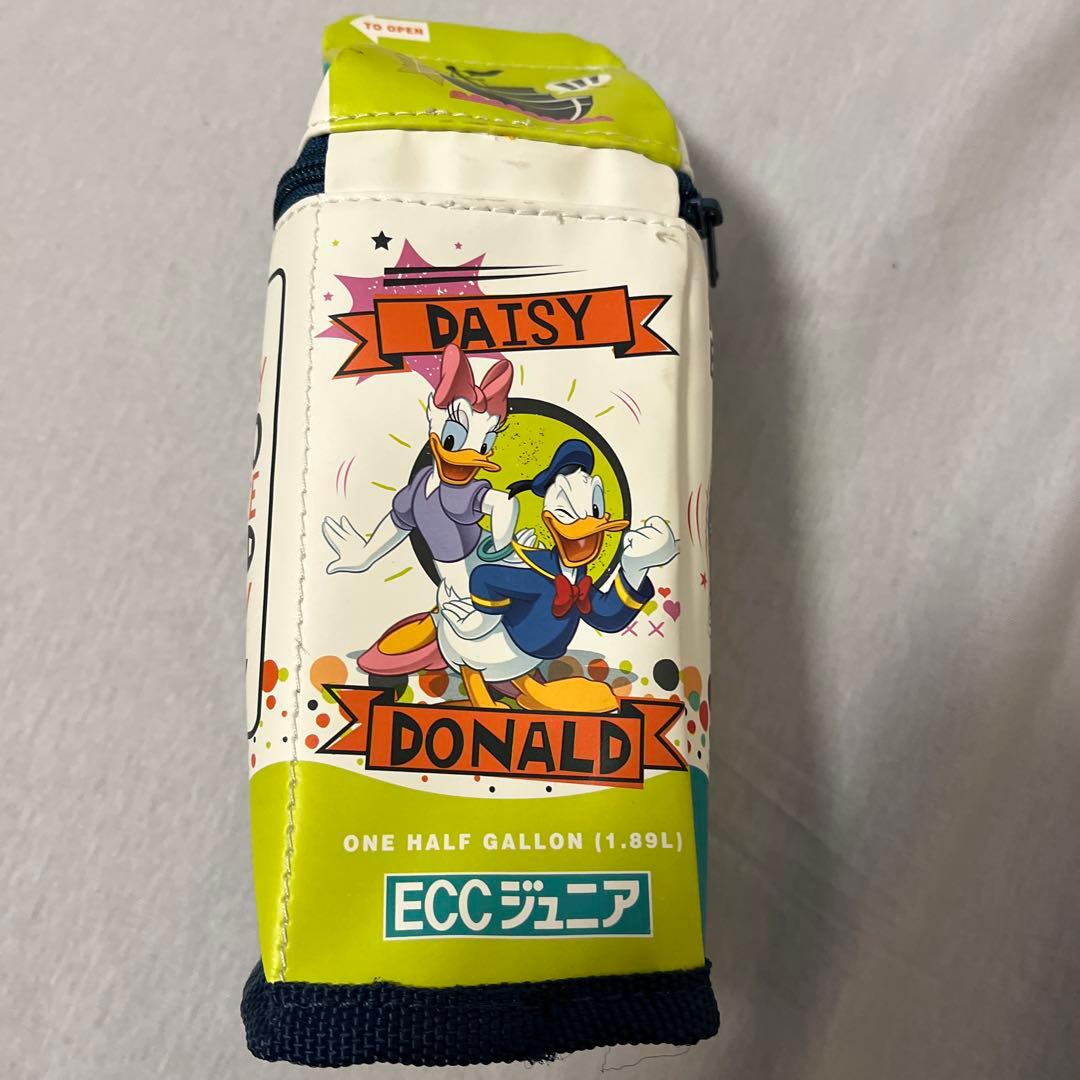 TO OPEN
DAISY
DONALD
ONE HALF GALLON (1.89L)
ECCジュニア